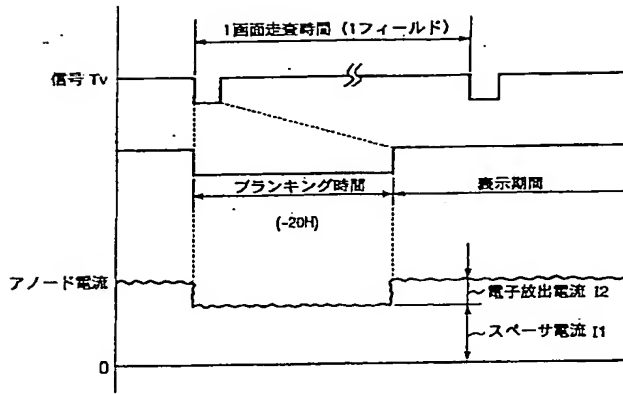 1画面走査時間（1フィールド）
信号 Tv
ブランキング時間
表示期間
(-20H)
アノード電流
電子放出電流 I2
スペーサ電流 I1
0